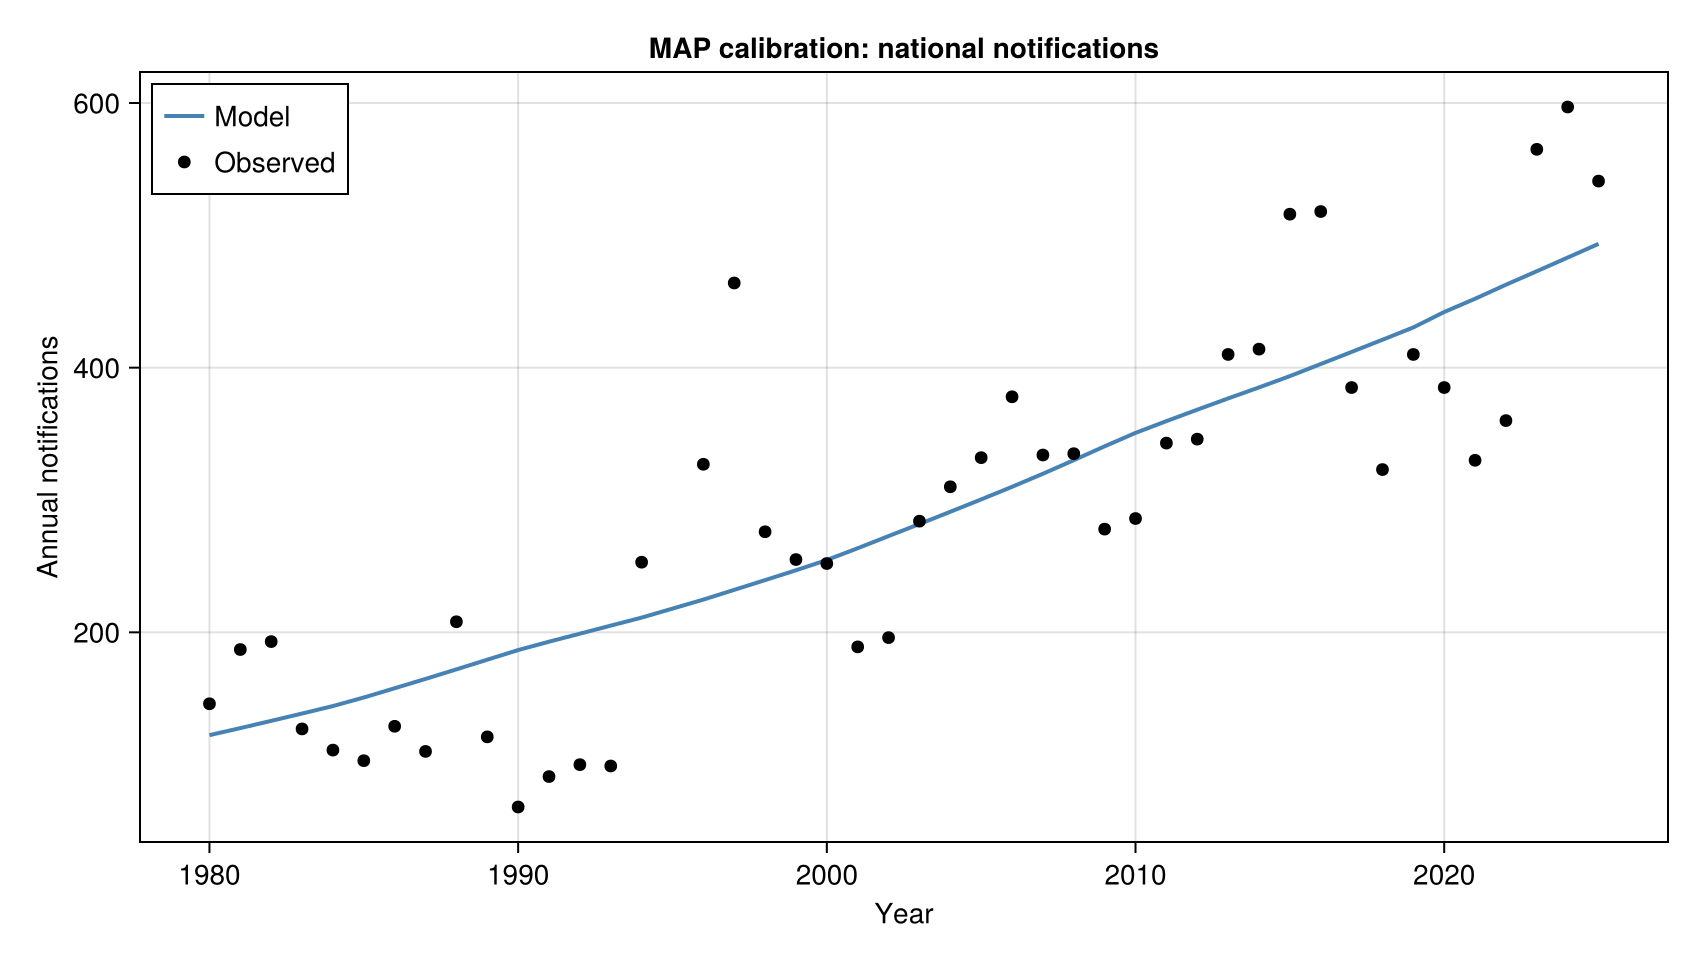 MAP calibration: national notifications
Model
Observed
600
400
200
Annual notifications
1980 1990 2000 2010 2020
Year